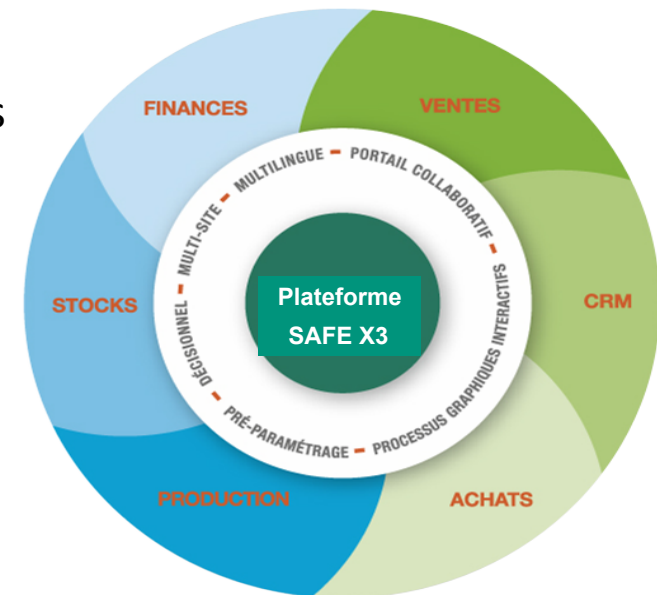 S
FINANCES
VENTES
CRM
ACHATS
PRODUCTION
STOCKS
MULTILINGUE – PORTAIL COLLABORATIF – PROCESSUS GRAPHIQUES INTERACTIFS – PRÉ-PARAMÉTRAGE – DÉCISIONNEL – MULTI-SITE –
Plateforme
SAFE X3